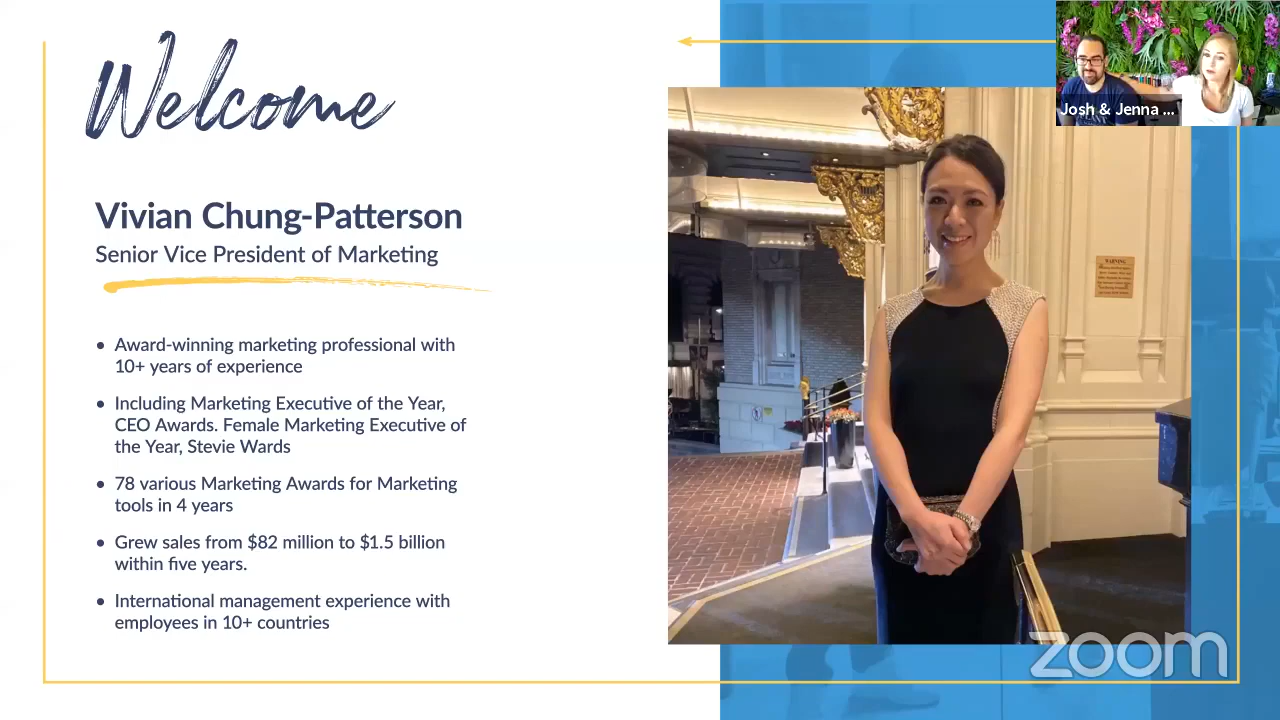 Welcome
Josh & Jenna ...
Vivian Chung-Patterson
Senior Vice President of Marketing
• Award-winning marketing professional with
10+ years of experience
• Including Marketing Executive of the Year,
CEO Awards. Female Marketing Executive of
the Year, Stevie Wards
• 78 various Marketing Awards for Marketing
tools in 4 years
• Grew sales from $82 million to $1.5 billion
within five years.
• International management experience with
employees in 10+ countries
WARNING
zoom